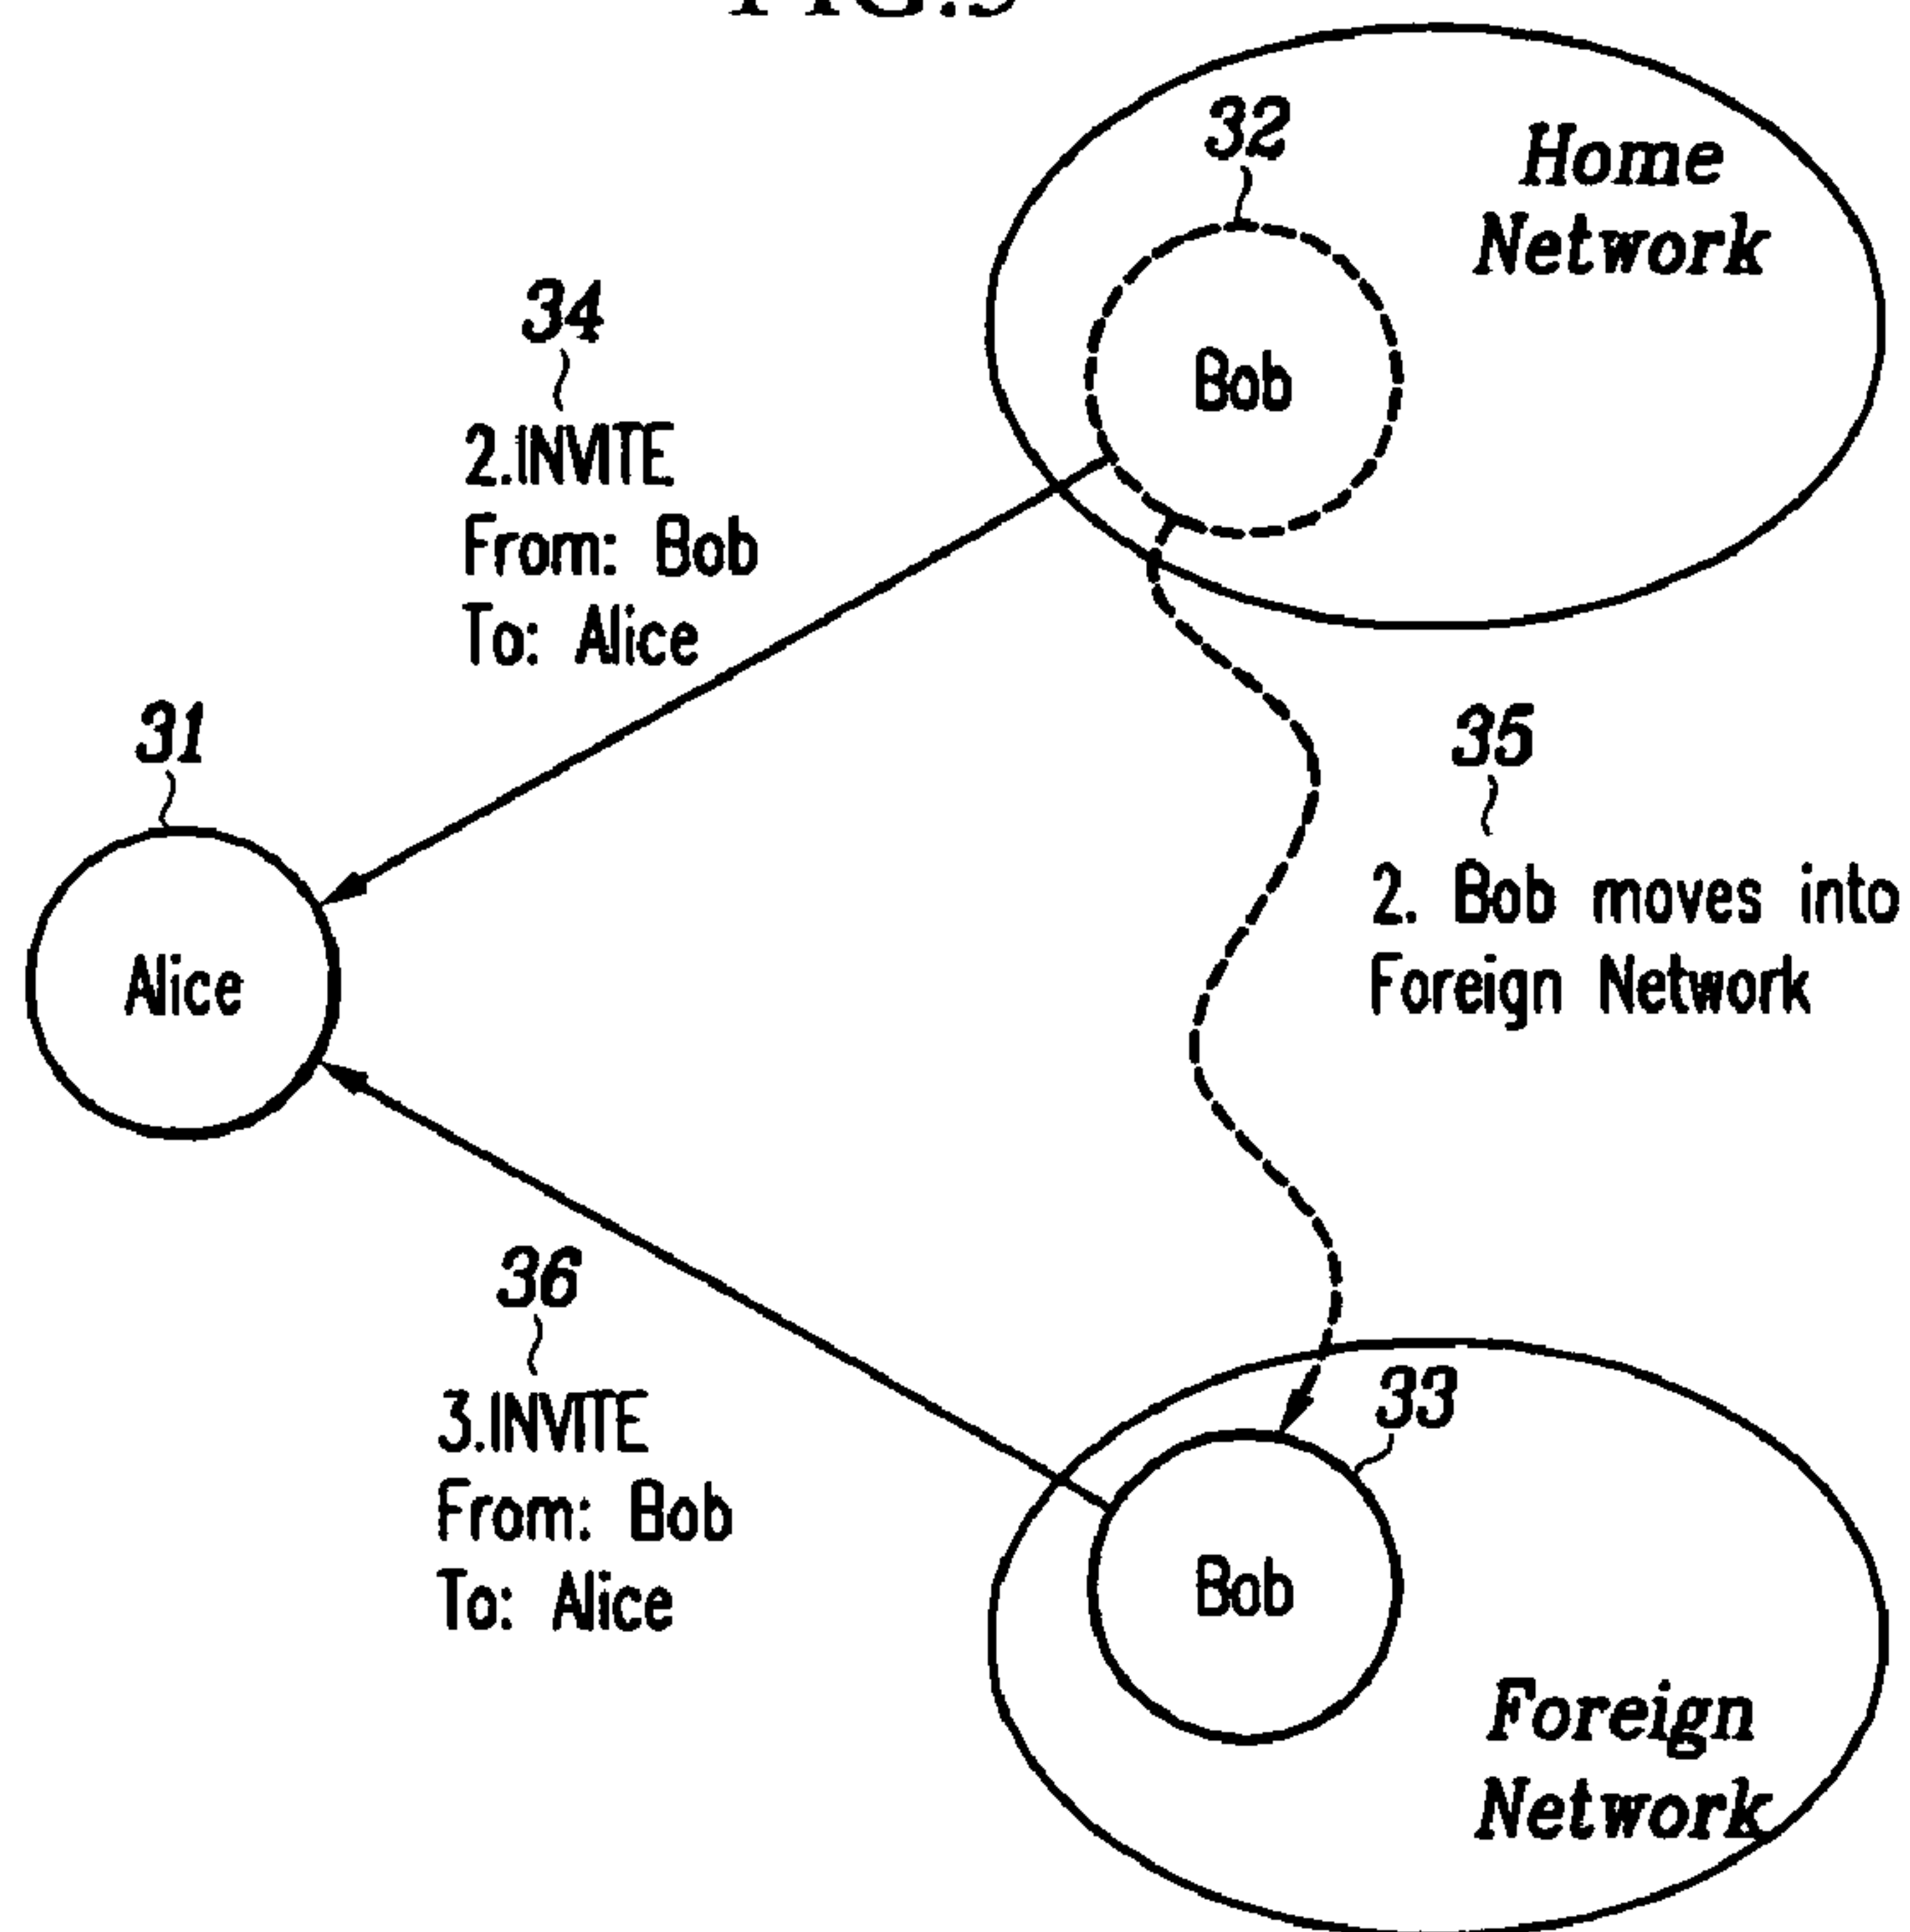 32
Home
Network
Bob
34
2.INVITE
From: Bob
To: Alice
31
Alice
35
2. Bob moves into
Foreign Network
36
3.INVITE
From: Bob
To: Alice
33
Bob
Foreign
Network